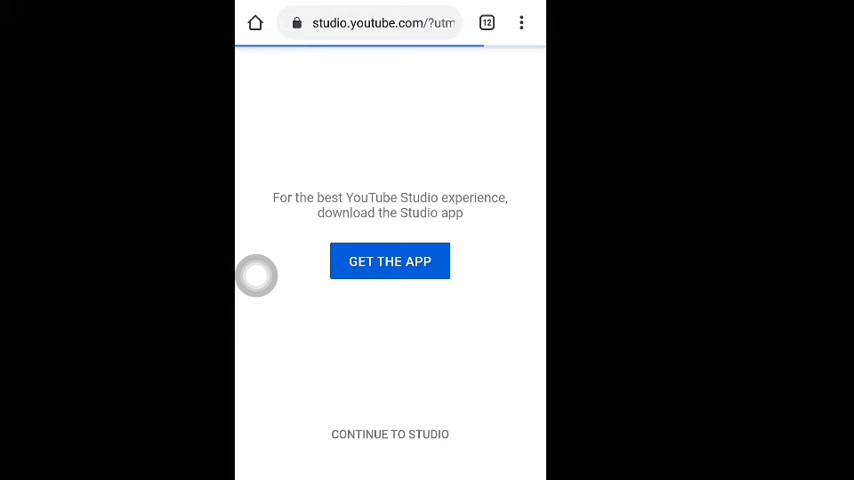 studio.youtube.com/?utm
12
For the best YouTube Studio experience,
download the Studio app
GET THE APP
CONTINUE TO STUDIO